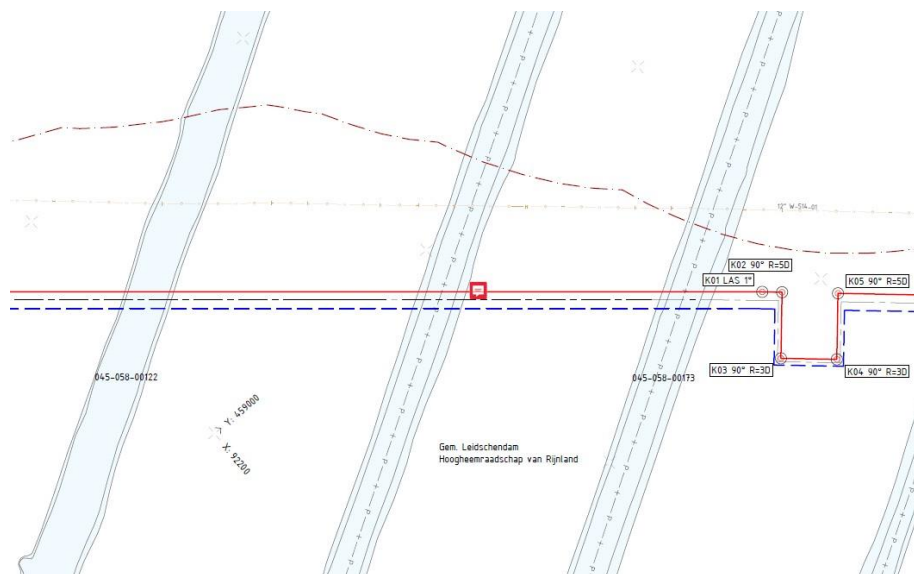 12" W-514-01
K02 90° R=5D
K01 LAS 1°
K05 90° R=5D
K03 90° R=3D
K04 90° R=3D
045-058-00122
045-058-00173
Y: 459000
X: 92200
Gem. Leidschendam
Hoogheemraadschap van Rijnland